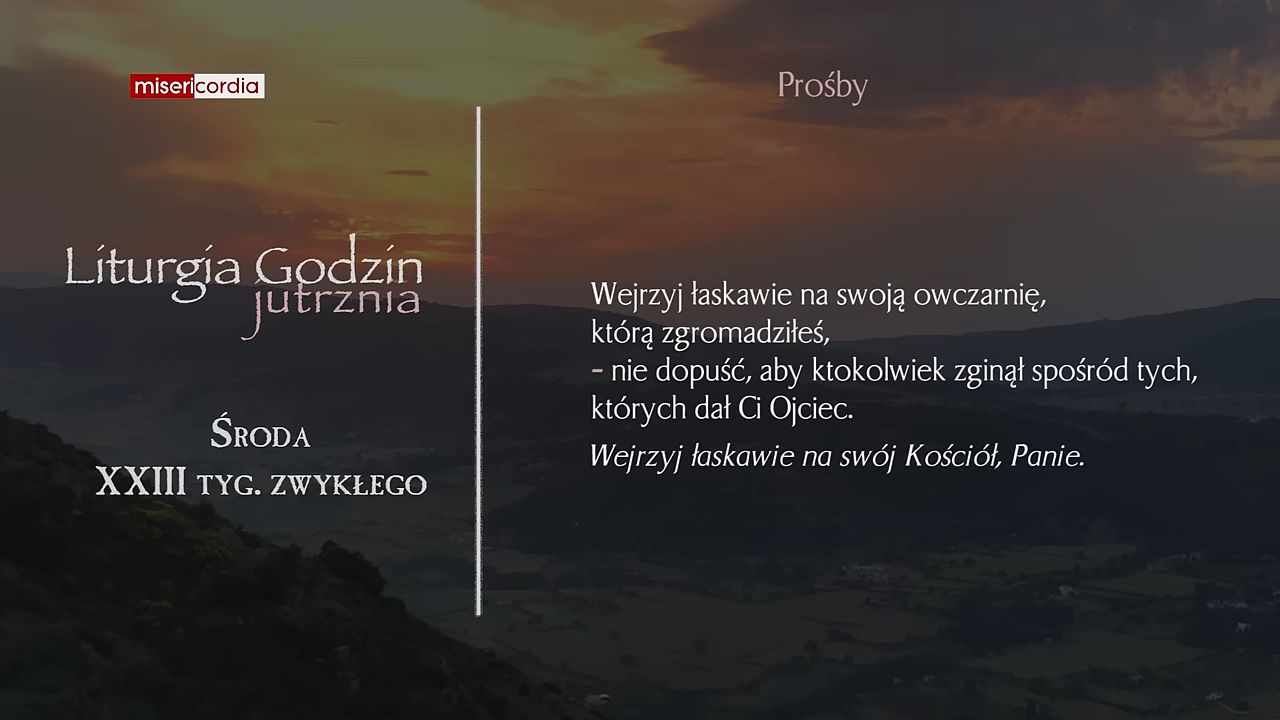 misericordia
Prośby
Liturgia Godzin
jutrznia
Środa
XXIII tyg. zwykłego
Wejrzyj łaskawie na swoją owczarnię,
którą zgromadziłeś,
- nie dopuść, aby ktokolwiek zginął spośród tych,
których dał Ci Ojciec.
Wejrzyj łaskawie na swój Kościół, Panie.